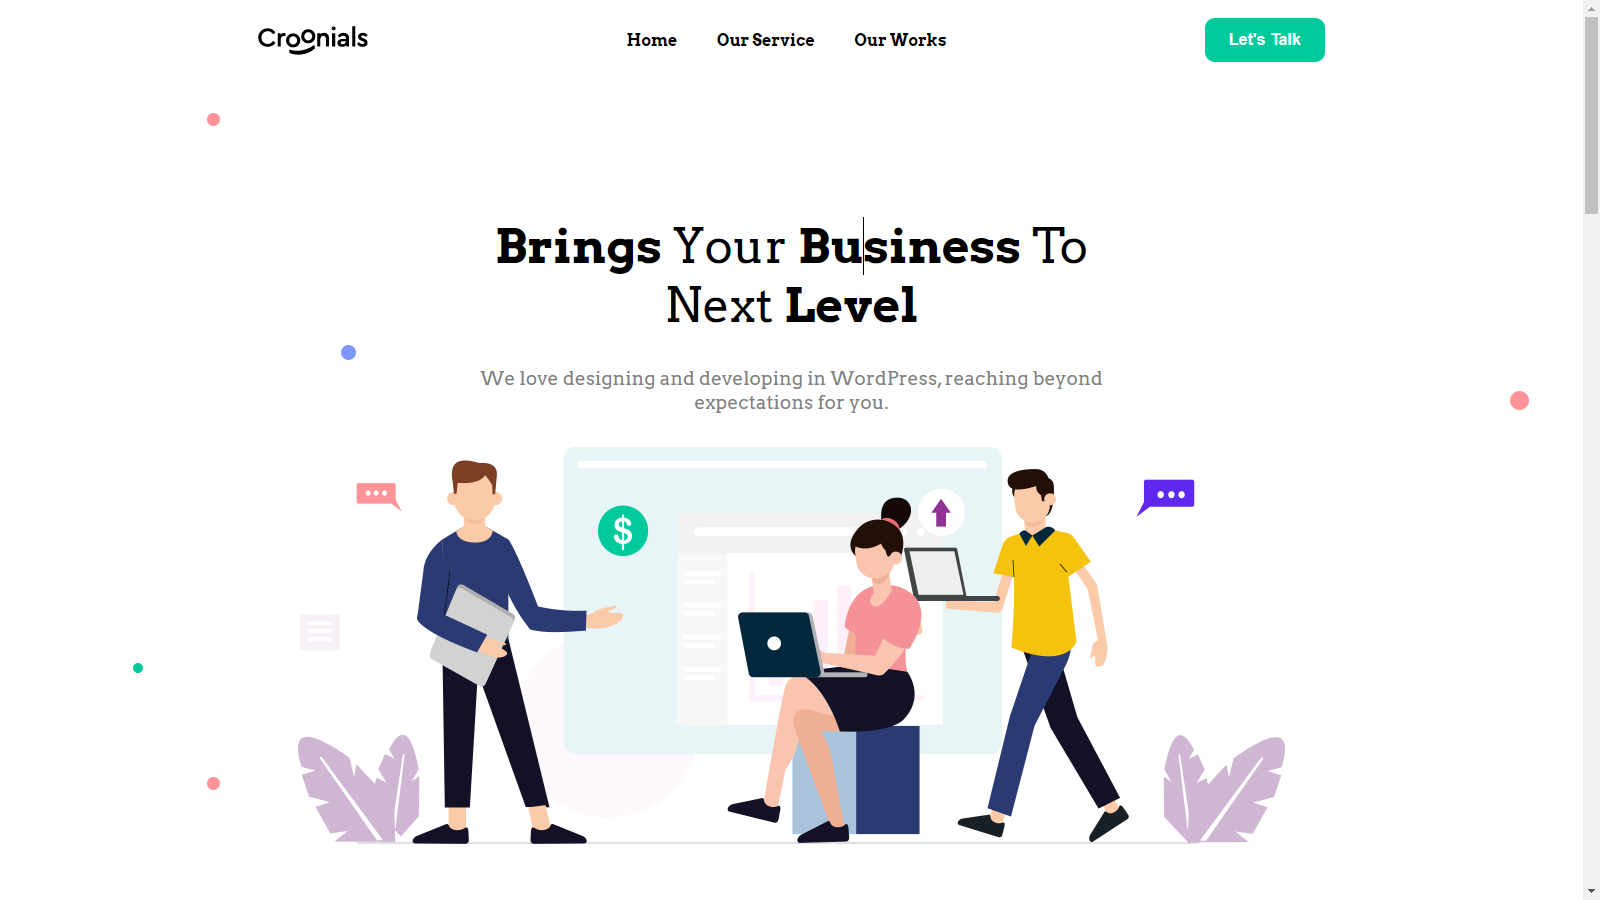 Croonials
Home
Our Service
Our Works
Let's Talk
Brings Your Business To
Next Level
We love designing and developing in WordPress, reaching beyond
expectations for you.
$